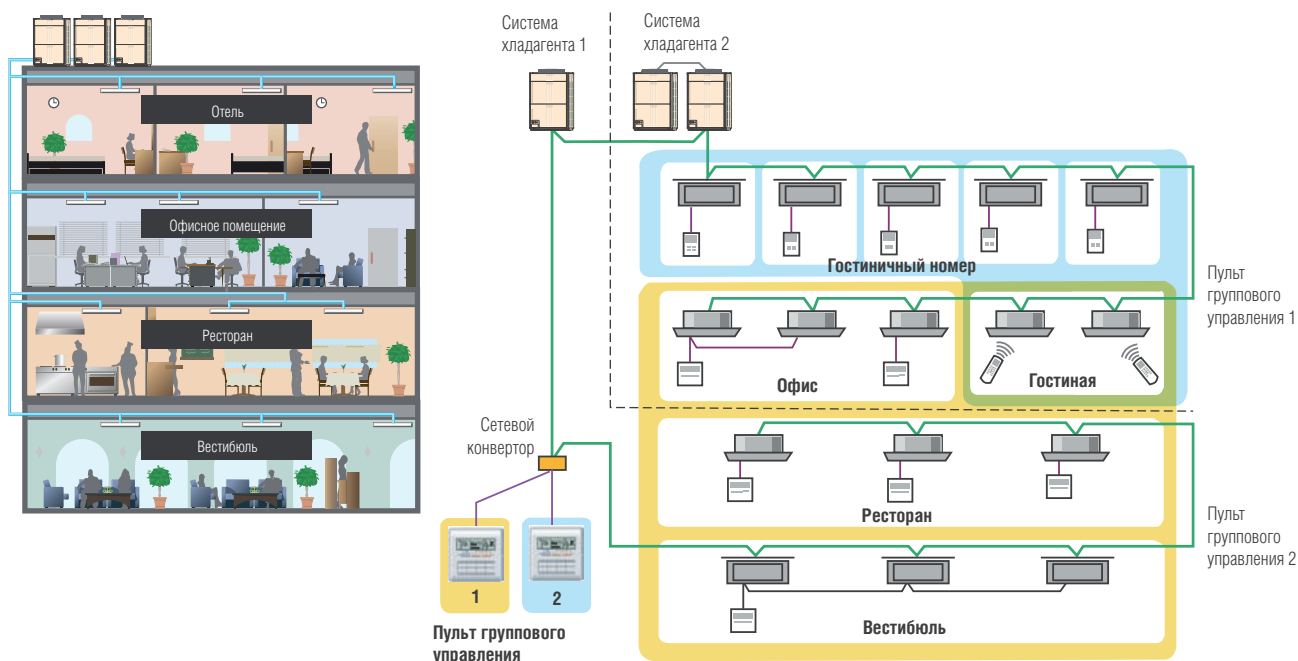 Отель
Офисное помещение
Ресторан
Вестибюль
Система
хладагента 1
Система
хладагента 2
Гостиничный номер
Пульт
группового
управления 1
Офис
Гостиная
Сетевой
конвертор
Ресторан
Пульт
группового
управления 2
Вестибюль
1
2
Пульт группового
управления